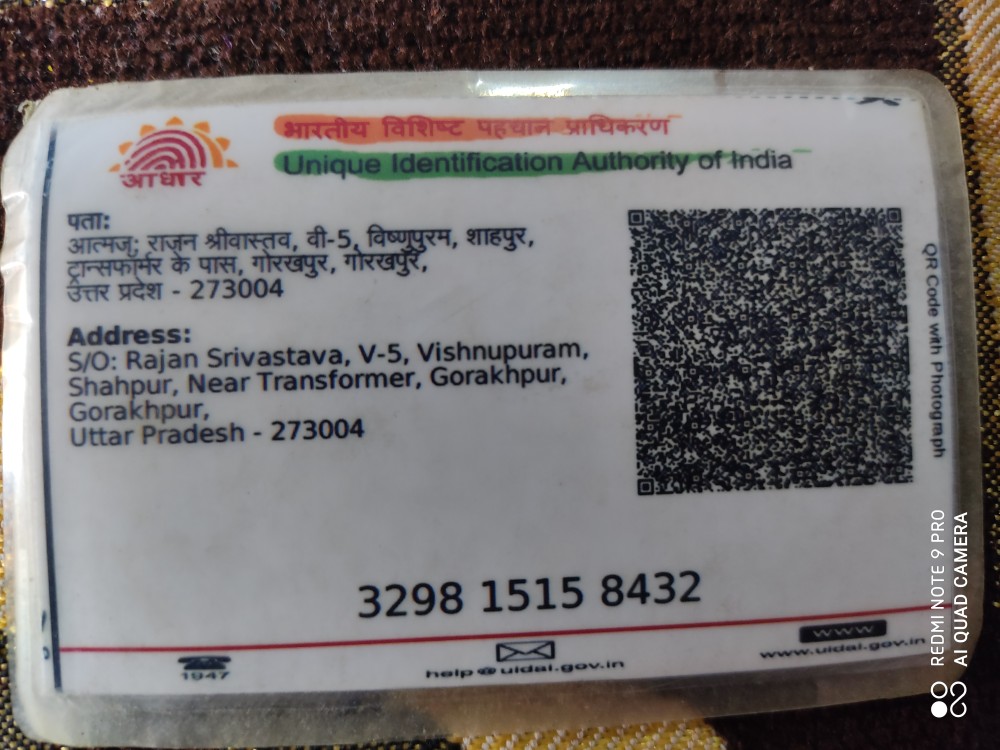 आधार
भारतीय विशिष्ट पहचान प्राधिकरण
Unique Identification Authority of India
पता:
आत्मज: राजन श्रीवास्तव, वी-5, विष्णुपुरम, शाहपुर,
ट्रान्सफॉर्मर के पास, गोरखपुर, गोरखपुर,
उत्तर प्रदेश - 273004
Address:
S/O: Rajan Srivastava, V-5, Vishnupuram,
Shahpur, Near Transformer, Gorakhpur,
Gorakhpur,
Uttar Pradesh - 273004
QR Code with Photograph
3298 1515 8432
1947
help@uidai.gov.in
www
www.uidai.gov.in
REDMI NOTE 9 PRO
AI QUAD CAMERA